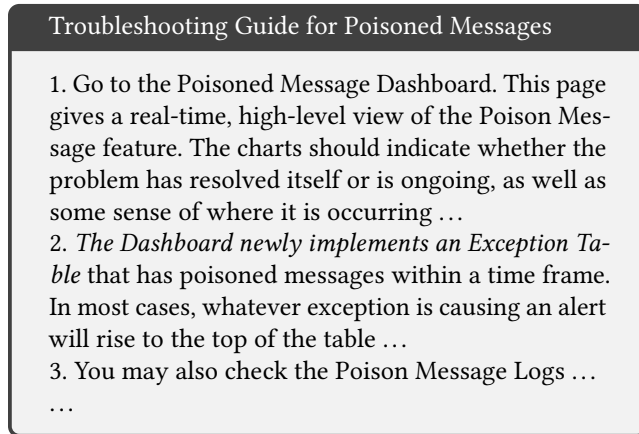 Troubleshooting Guide for Poisoned Messages
1. Go to the Poisoned Message Dashboard. This page
gives a real-time, high-level view of the Poison Mes-
sage feature. The charts should indicate whether the
problem has resolved itself or is ongoing, as well as
some sense of where it is occurring …
2. The Dashboard newly implements an Exception Ta-
ble that has poisoned messages within a time frame.
In most cases, whatever exception is causing an alert
will rise to the top of the table …
3. You may also check the Poison Message Logs …
…